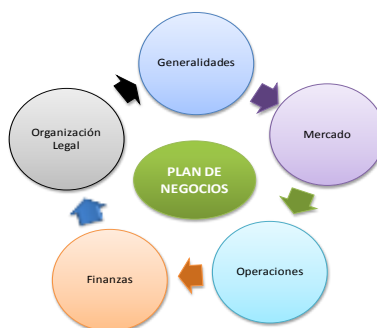 Generalidades
Mercado
Operaciones
Finanzas
Organización
Legal
PLAN DE
NEGOCIOS